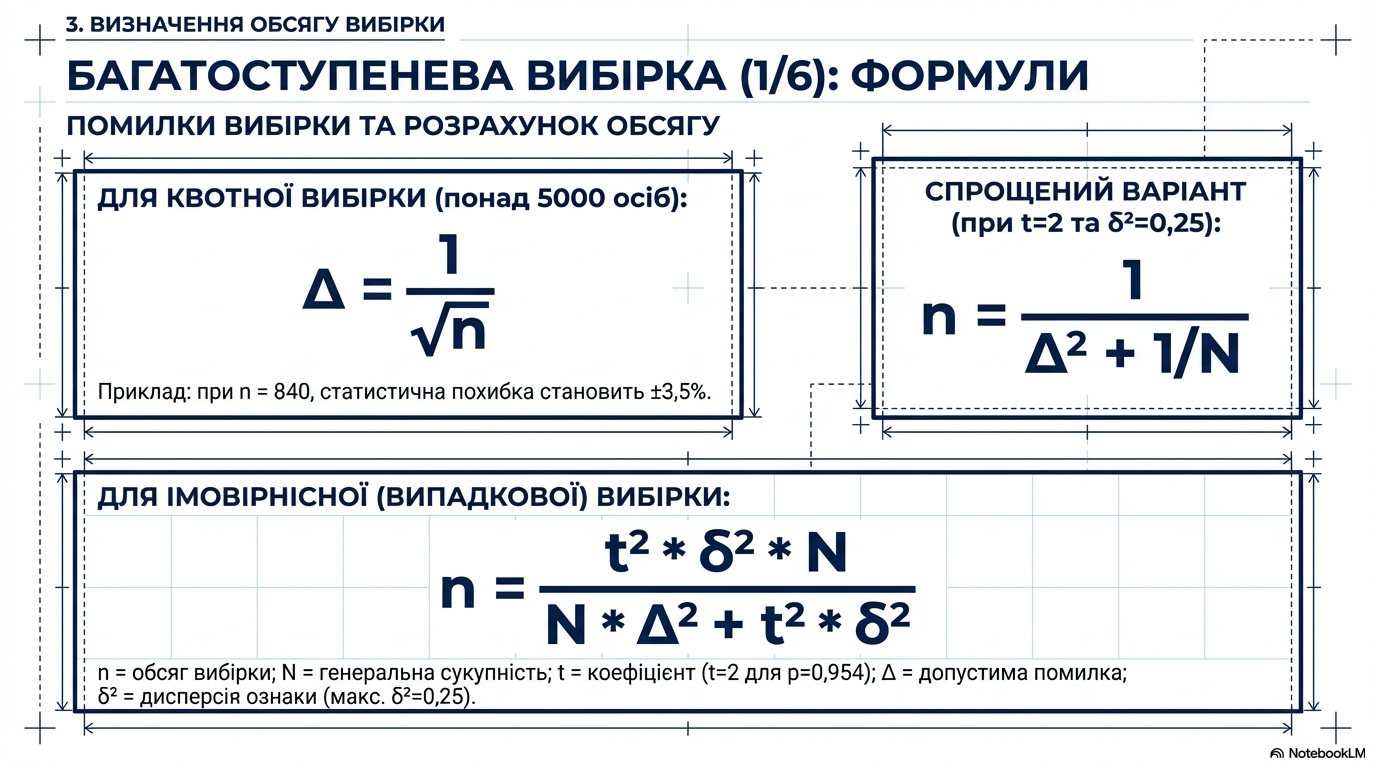 3. ВИЗНАЧЕННЯ ОБСЯГУ ВИБІРКИ
БАГАТОСТУПЕНЕВА ВИБІРКА (1/6): ФОРМУЛИ
ПОМИЛКИ ВИБІРКИ ТА РОЗРАХУНОК ОБСЯГУ
ДЛЯ КВОТНОЇ ВИБІРКИ (понад 5000 осіб):
Δ = 1
√n
Приклад: при n = 840, статистична похибка становить ±3,5%.
СПРОЩЕНИЙ ВАРІАНТ
(при t=2 та δ²=0,25):
n = 1
Δ² + 1/N
ДЛЯ ІМОВІРНІСНОЇ (ВИПАДКОВОЇ) ВИБІРКИ:
n = t² * δ² * N
N * Δ² + t² * δ²
n = обсяг вибірки; N = генеральна сукупність; t = коефіцієнт (t=2 для p=0,954); Δ = допустима помилка;
δ² = дисперсія ознаки (макс. δ²=0,25).
NotebookLM